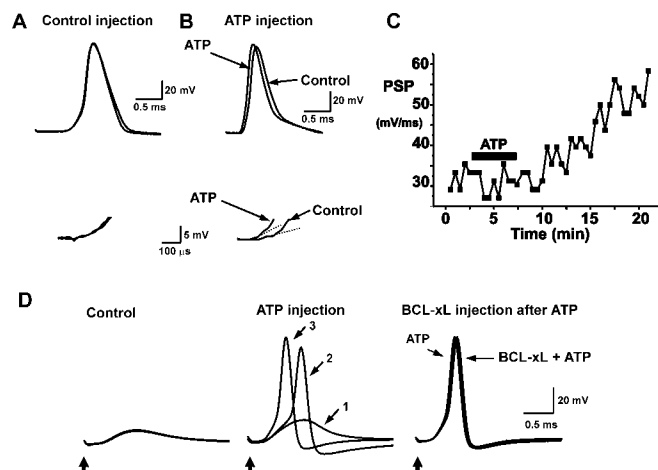 A
Control injection
20 mV
0.5 ms
5 mV
100 µs
B
ATP injection
ATP
Control
20 mV
0.5 ms
ATP
Control
C
60
PSP
50
(mV/ms)
40
30
ATP
0
5
10
15
20
Time (min)
D
Control
ATP injection
3
2
1
BCL-xL injection after ATP
ATP
BCL-xL + ATP
20 mV
0.5 ms